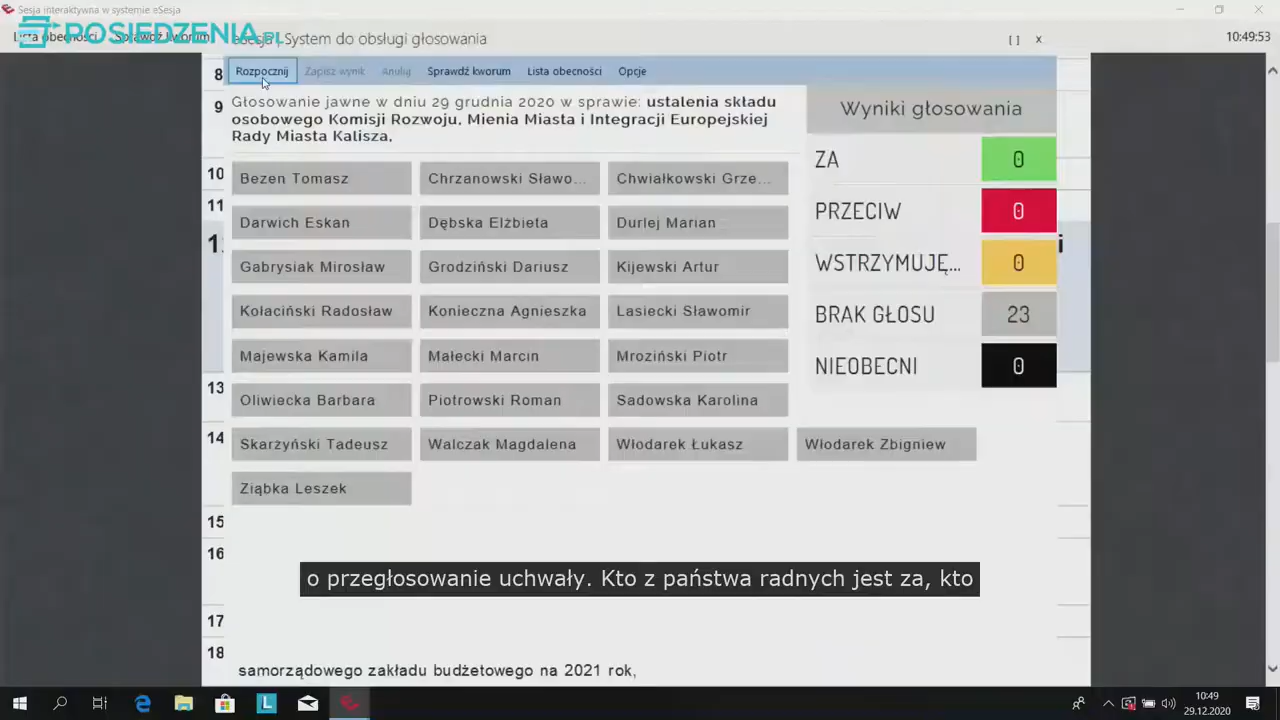 Sesja interaktywna w systemie eSesja
POSIEDZENIA.PL
Lista obecności Sprawdź kworum
eSesja | System do obsługi głosowania
[ ] x
10:49:53
Rozpocznij Zapisz wynik Anuluj Sprawdź kworum Lista obecności Opcje
Głosowanie jawne w dniu 29 grudnia 2020 w sprawie: ustalenia składu
osobowego Komisji Rozwoju, Mienia Miasta i Integracji Europejskiej
Rady Miasta Kalisza.
Bezen Tomasz
Chrzanowski Sławo...
Chwiałkowski Grze...
Darwich Eskan
Dębska Elżbieta
Durlej Marian
Gabrysiak Mirosław
Grodziński Dariusz
Kijewski Artur
Kołaciński Radosław
Konieczna Agnieszka
Lasiecki Sławomir
Majewska Kamila
Małecki Marcin
Mroziński Piotr
Oliwiecka Barbara
Piotrowski Roman
Sadowska Karolina
Skarżyński Tadeusz
Walczak Magdalena
Włodarek Łukasz
Włodarek Zbigniew
Ziąbka Leszek
Wyniki głosowania
ZA 0
PRZECIW 0
WSTRZYMUJĘ... 0
BRAK GŁOSU 23
NIEOBECNI 0
8
9
10
11
13
14
15
16
17
18
o przegłosowanie uchwały. Kto z państwa radnych jest za, kto
samorządowego zakładu budżetowego na 2021 rok,
10:49
29.12.2020